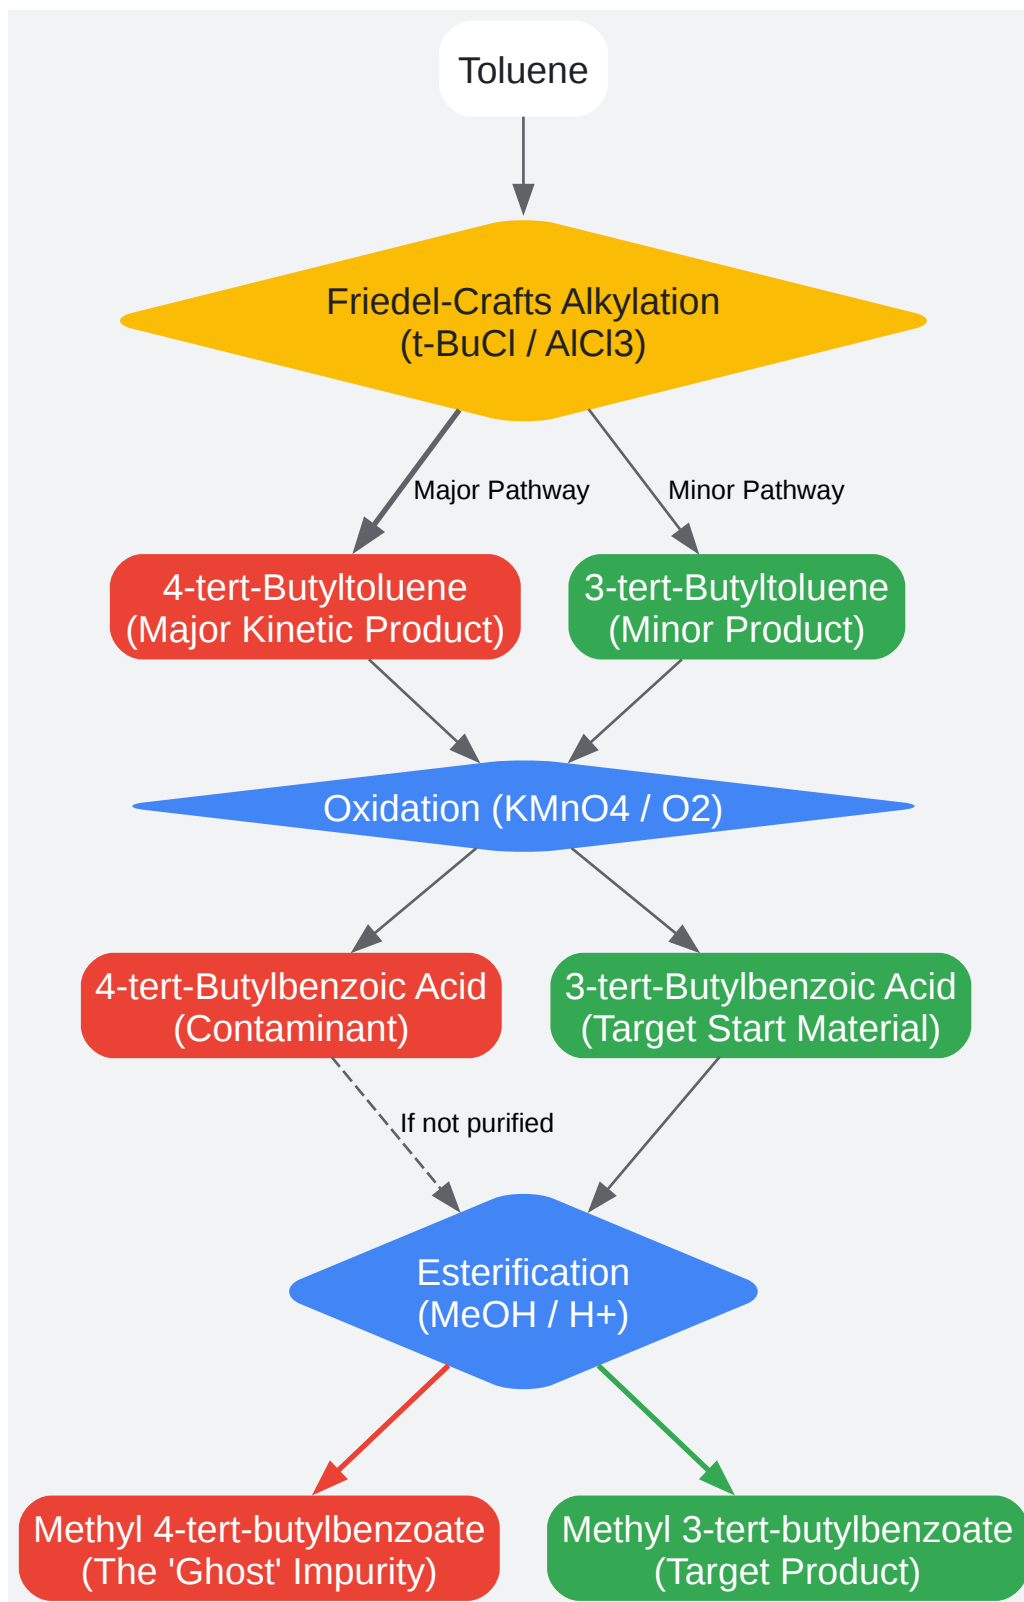 Toluene
Friedel-Crafts Alkylation
(t-BuCl / AlCl3)
Major Pathway
Minor Pathway
4-tert-Butyltoluene
(Major Kinetic Product)
3-tert-Butyltoluene
(Minor Product)
Oxidation (KMnO4 / O2)
4-tert-Butylbenzoic Acid
(Contaminant)
3-tert-Butylbenzoic Acid
(Target Start Material)
If not purified
Esterification
(MeOH / H+)
Methyl 4-tert-butylbenzoate
(The 'Ghost' Impurity)
Methyl 3-tert-butylbenzoate
(Target Product)